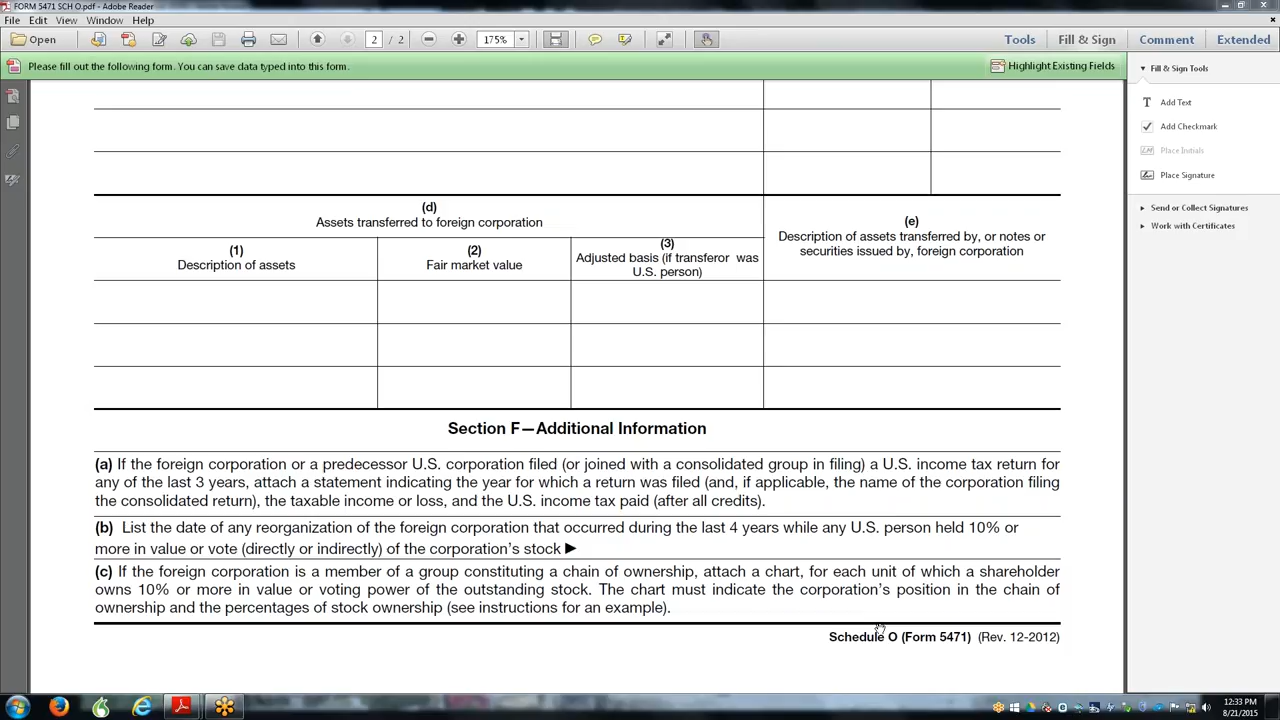 FORM 5471 SCH O.pdf - Adobe Reader
File Edit View Window Help
Open 2 / 2 175% Tools Fill & Sign Comment Extended
Please fill out the following form. You can save data typed into this form. Highlight Existing Fields
Fill & Sign Tools
T Add Text
Add Checkmark
Place Initials
Place Signature
Send or Collect Signatures
Work with Certificates
(d)
Assets transferred to foreign corporation
(e)
Description of assets transferred by, or notes or
securities issued by, foreign corporation
(1)
Description of assets
(2)
Fair market value
(3)
Adjusted basis (if transferor was
U.S. person)
Section F—Additional Information
(a) If the foreign corporation or a predecessor U.S. corporation filed (or joined with a consolidated group in filing) a U.S. income tax return for
any of the last 3 years, attach a statement indicating the year for which a return was filed (and, if applicable, the name of the corporation filing
the consolidated return), the taxable income or loss, and the U.S. income tax paid (after all credits).
(b) List the date of any reorganization of the foreign corporation that occurred during the last 4 years while any U.S. person held 10% or
more in value or vote (directly or indirectly) of the corporation's stock ▶
(c) If the foreign corporation is a member of a group constituting a chain of ownership, attach a chart, for each unit of which a shareholder
owns 10% or more in value or voting power of the outstanding stock. The chart must indicate the corporation's position in the chain of
ownership and the percentages of stock ownership (see instructions for an example).
Schedule O (Form 5471) (Rev. 12-2012)
12:33 PM
8/21/2015